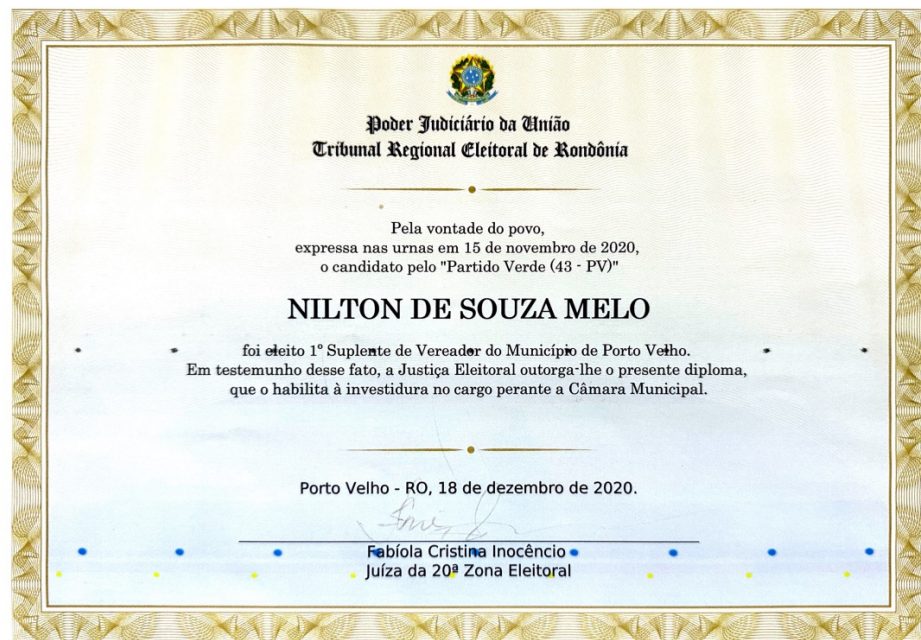 Poder Judiciário da União
Tribunal Regional Eleitoral de Rondônia
Pela vontade do povo,
expressa nas urnas em 15 de novembro de 2020,
o candidato pelo "Partido Verde (43 - PV)"
NILTON DE SOUZA MELO
foi eleito 1º Suplente de Vereador do Município de Porto Velho.
Em testemunho desse fato, a Justiça Eleitoral outorga-lhe o presente diploma,
que o habilita à investidura no cargo perante a Câmara Municipal.
Porto Velho - RO, 18 de dezembro de 2020.
Fabíola Cristina Inocêncio
Juíza da 20ª Zona Eleitoral